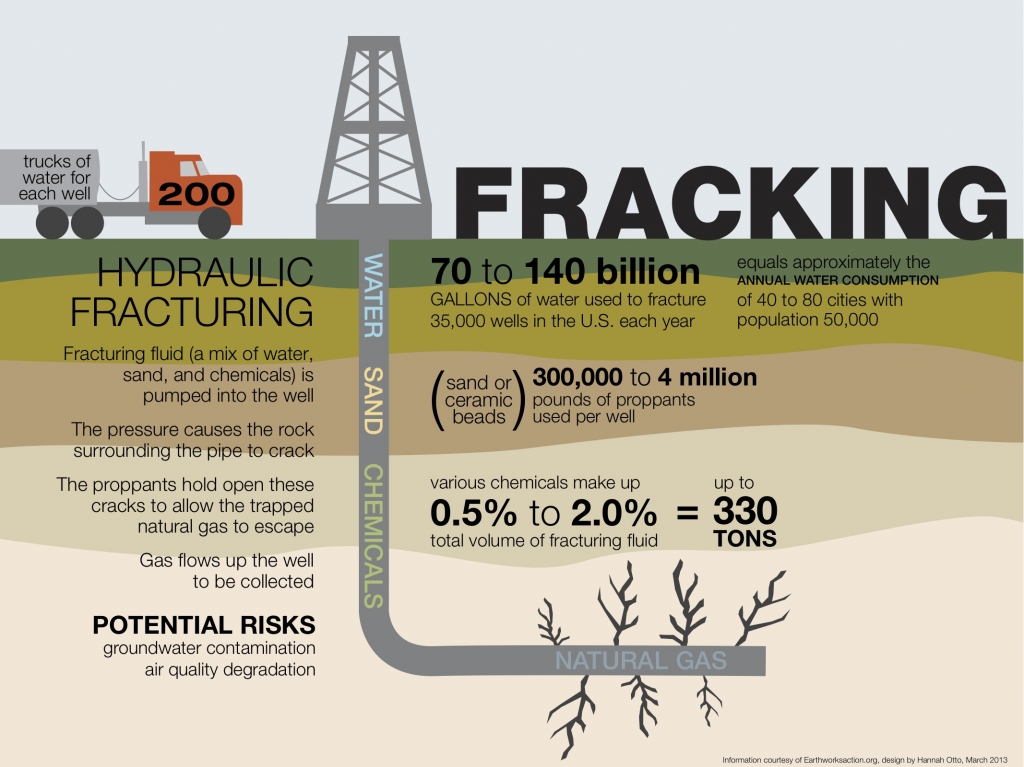 trucks of
water for
each well
200
FRACKING
HYDRAULIC
FRACTURING
Fracturing fluid (a mix of water,
sand, and chemicals) is
pumped into the well
The pressure causes the rock
surrounding the pipe to crack
The proppants hold open these
cracks to allow the trapped
natural gas to escape
Gas flows up the well
to be collected
POTENTIAL RISKS
groundwater contamination
air quality degradation
WATER
SAND
CHEMICALS
70 to 140 billion
GALLONS of water used to fracture
35,000 wells in the U.S. each year
equals approximately the
ANNUAL WATER CONSUMPTION
of 40 to 80 cities with
population 50,000
(sand or
ceramic
beads)
300,000 to 4 million
pounds of proppants
used per well
various chemicals make up
0.5% to 2.0%
total volume of fracturing fluid
=
up to
330
TONS
NATURAL GAS
Information courtesy of Earthworksaction.org, design by Hannah Otto, March 2013